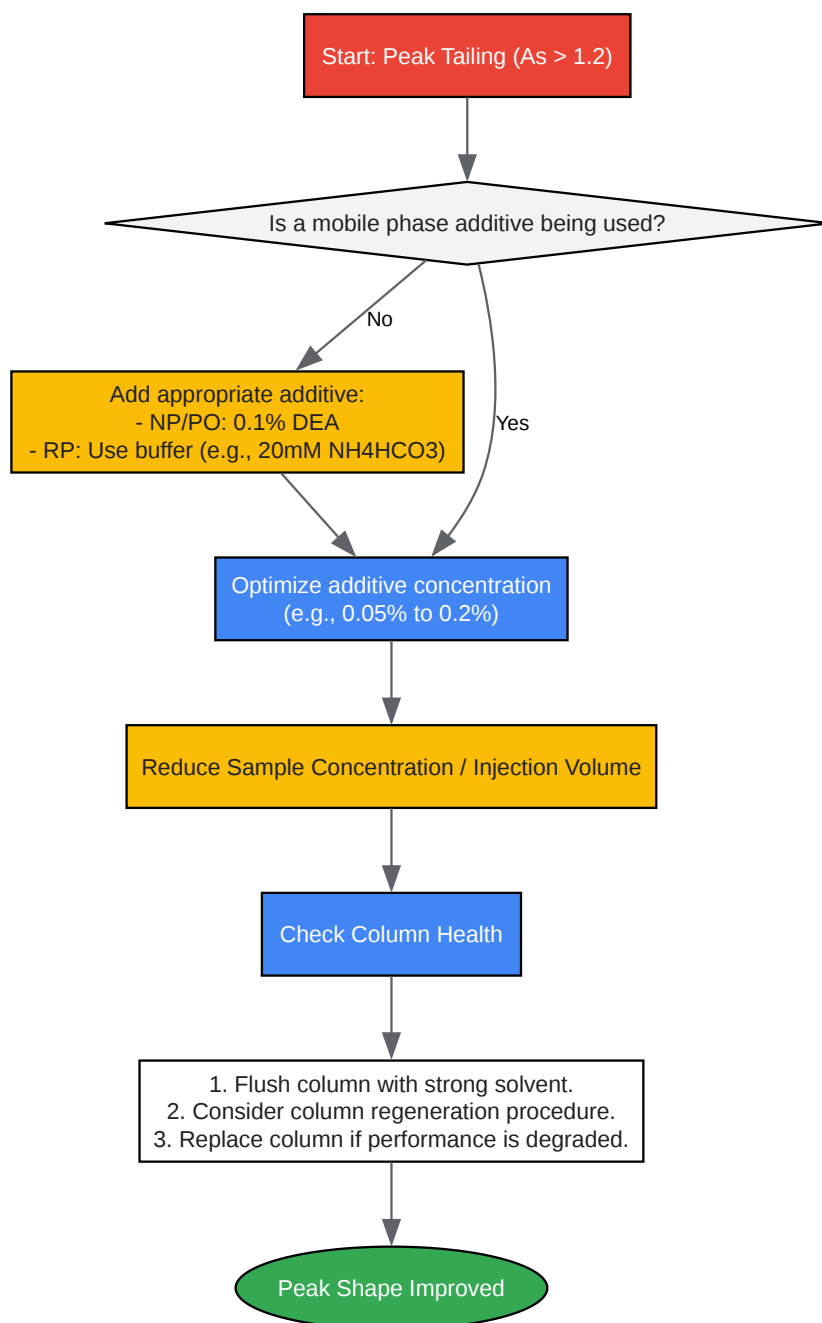 Start: Peak Tailing (As > 1.2)
Is a mobile phase additive being used?
No
Add appropriate additive:
- NP/PO: 0.1% DEA
- RP: Use buffer (e.g., 20mM NH4HCO3)
Yes
Optimize additive concentration
(e.g., 0.05% to 0.2%)
Reduce Sample Concentration / Injection Volume
Check Column Health
1. Flush column with strong solvent.
2. Consider column regeneration procedure.
3. Replace column if performance is degraded.
Peak Shape Improved